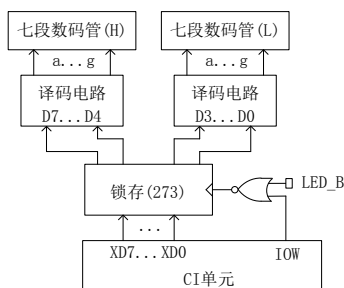 七段数码管(H) 七段数码管(L)
a...g a...g
译码电路 译码电路
D7...D4 D3...D0
锁存(273) LED_B
...
XD7...XD0 IOW
CI单元